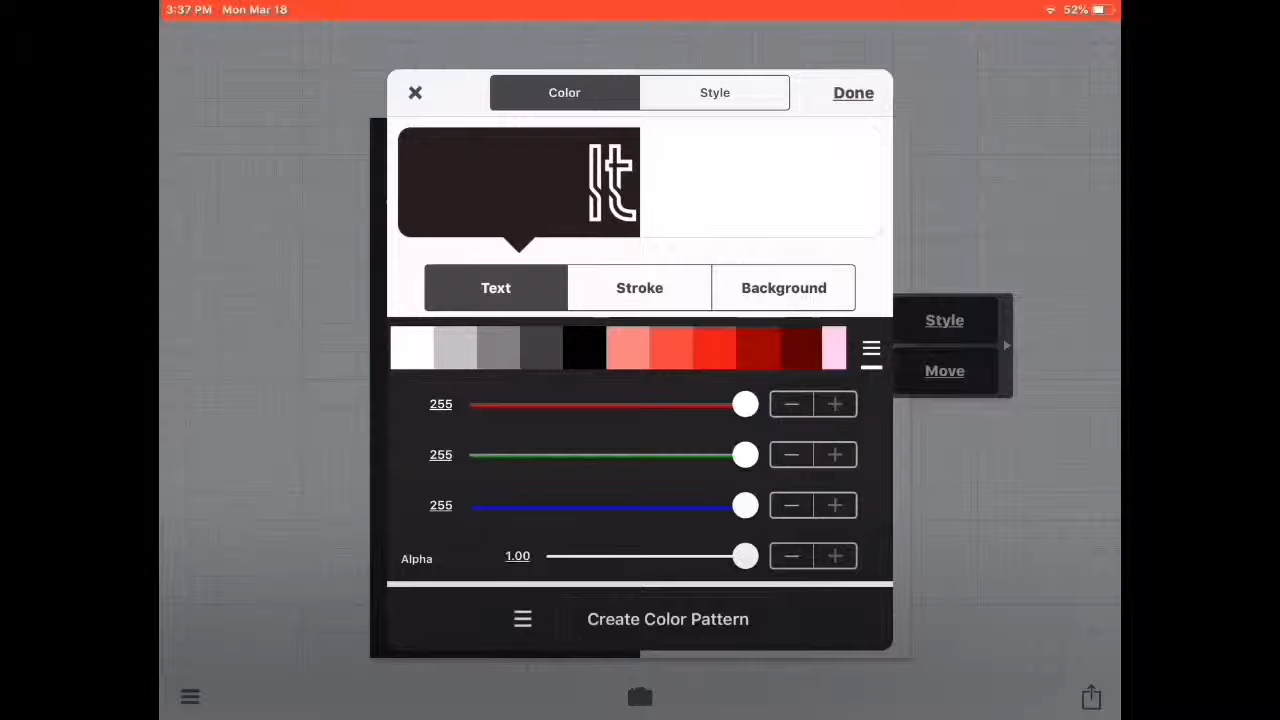 3:37 PM Mon Mar 18 52%
Color Style Done
It
Text Stroke Background
Style
Move
255
255
255
Alpha 1.00
Create Color Pattern